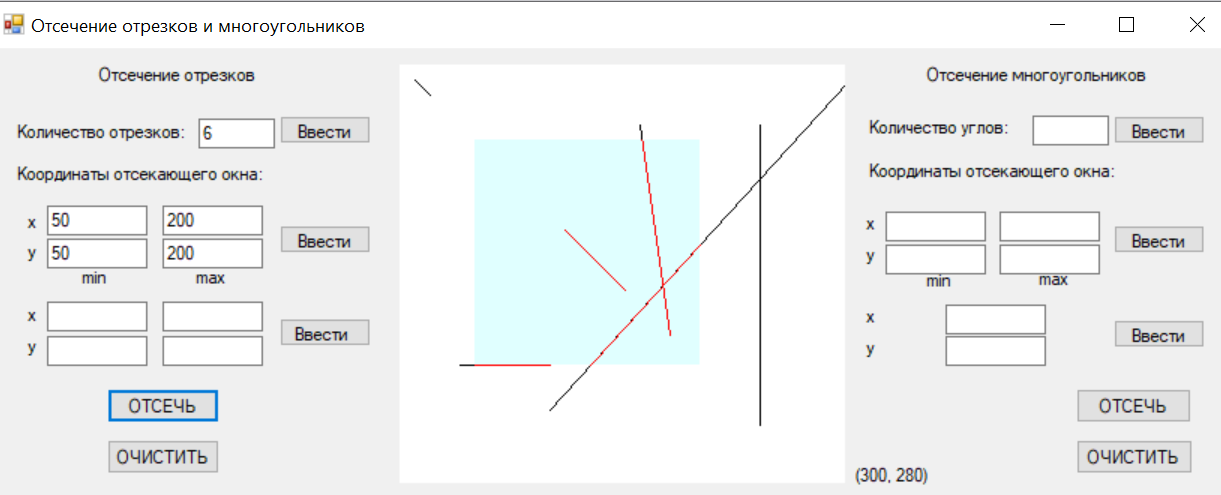 Отсечение отрезков и многоугольников
Отсечение отрезков
Количество отрезков: 6 Ввести
Координаты отсекающего окна:
x 50 200
Ввести
y 50 200
min max
x
Ввести
y
ОТСЕЧЬ
ОЧИСТИТЬ
Отсечение многоугольников
Количество углов: Ввести
Координаты отсекающего окна:
x
Ввести
y
min max
x
Ввести
y
ОТСЕЧЬ
ОЧИСТИТЬ
(300, 280)